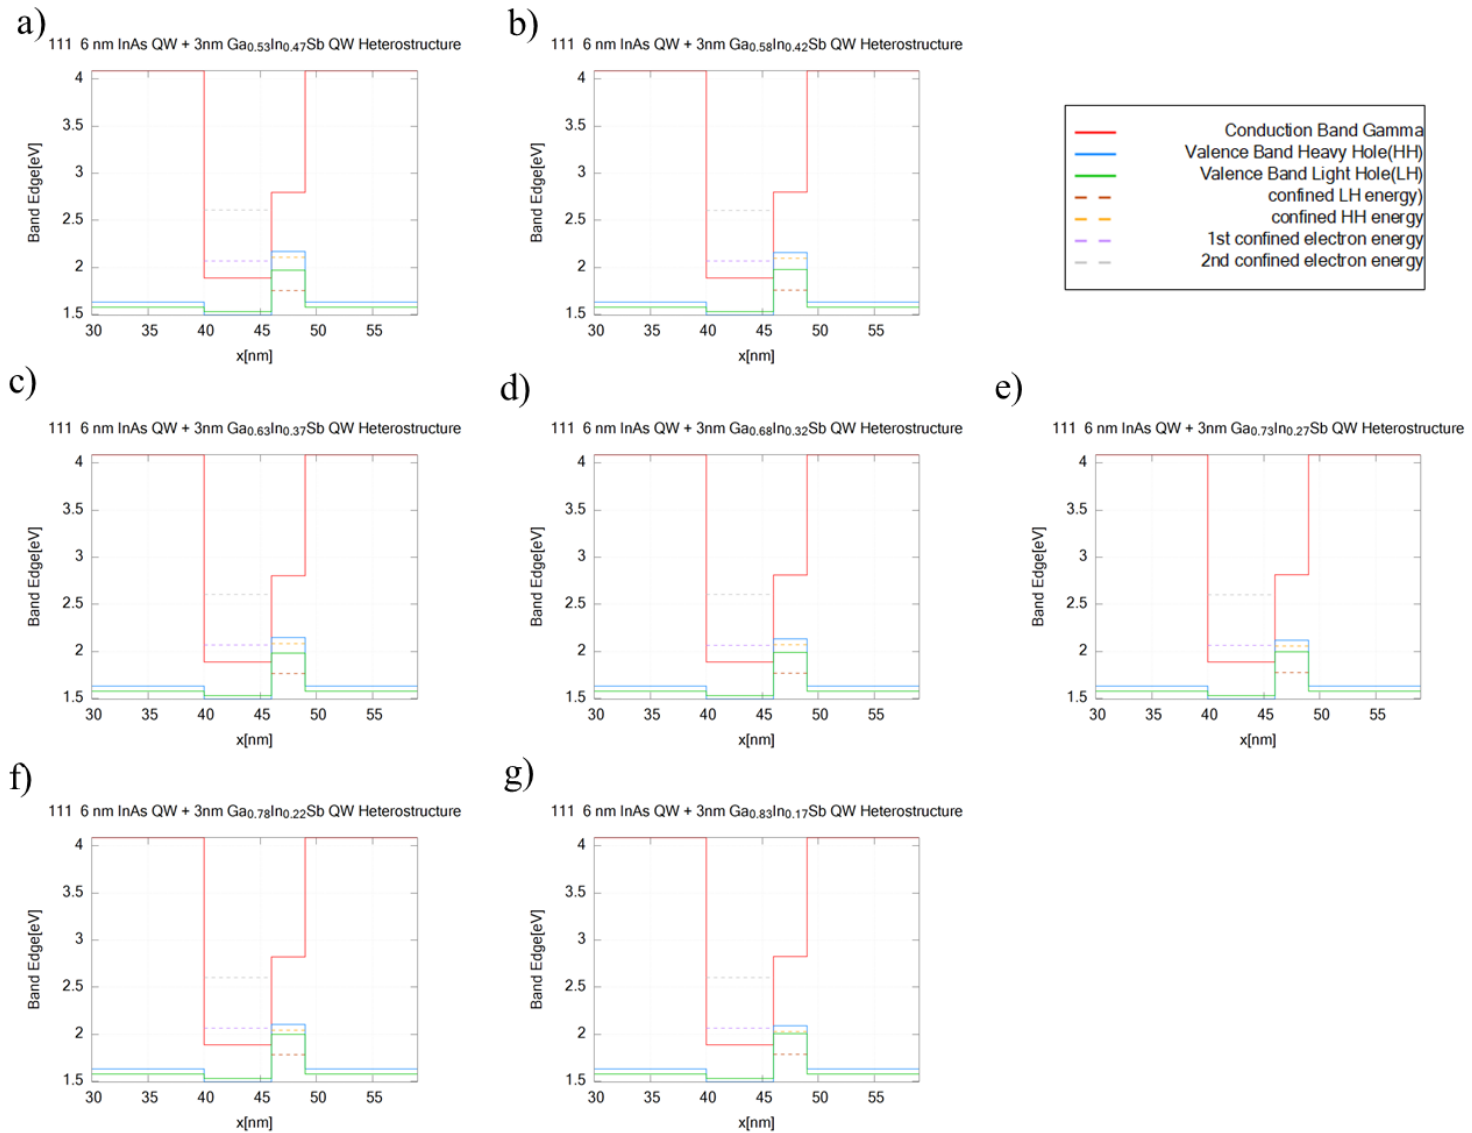 a)
111 6 nm InAs QW + 3nm Ga0.53In0.47Sb QW Heterostructure
4
3.5
3
2.5
2
1.5
Band Edge[eV]
30 35 40 45 50 55
x[nm]
b)
111 6 nm InAs QW + 3nm Ga0.58In0.42Sb QW Heterostructure
4
3.5
3
2.5
2
1.5
Band Edge[eV]
30 35 40 45 50 55
x[nm]
Conduction Band Gamma
Valence Band Heavy Hole(HH)
Valence Band Light Hole(LH)
confined LH energy)
confined HH energy
1st confined electron energy
2nd confined electron energy
c)
111 6 nm InAs QW + 3nm Ga0.63In0.37Sb QW Heterostructure
4
3.5
3
2.5
2
1.5
Band Edge[eV]
30 35 40 45 50 55
x[nm]
d)
111 6 nm InAs QW + 3nm Ga0.68In0.32Sb QW Heterostructure
4
3.5
3
2.5
2
1.5
Band Edge[eV]
30 35 40 45 50 55
x[nm]
e)
111 6 nm InAs QW + 3nm Ga0.73In0.27Sb QW Heterostructure
4
3.5
3
2.5
2
1.5
Band Edge[eV]
30 35 40 45 50 55
x[nm]
f)
111 6 nm InAs QW + 3nm Ga0.78In0.22Sb QW Heterostructure
4
3.5
3
2.5
2
1.5
Band Edge[eV]
30 35 40 45 50 55
x[nm]
g)
111 6 nm InAs QW + 3nm Ga0.83In0.17Sb QW Heterostructure
4
3.5
3
2.5
2
1.5
Band Edge[eV]
30 35 40 45 50 55
x[nm]